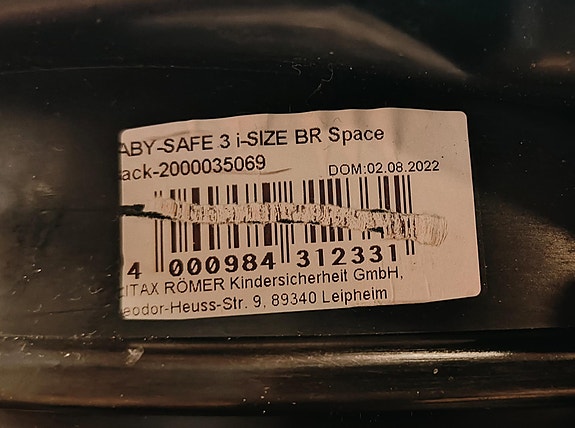 ABY-SAFE 3 i-SIZE BR Space
ack-2000035069
DOM:02.08.2022
4 000984 312331
ITAX RÖMER Kindersicherheit GmbH,
eodor-Heuss-Str. 9, 89340 Leipheim